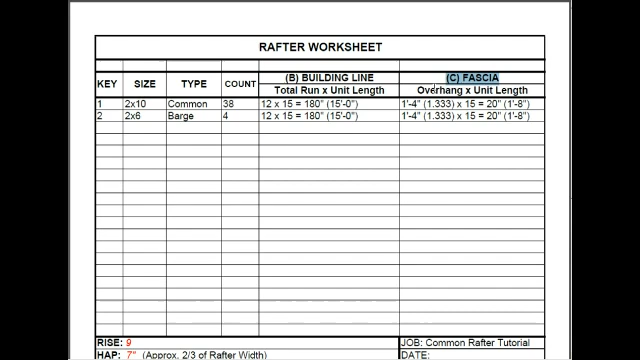 RAFTER WORKSHEET
KEY SIZE TYPE COUNT (B) BUILDING LINE (C) FASCIA
Total Run x Unit Length Overhang x Unit Length
1 2x10 Common 38 12 x 15 = 180" (15'-0") 1'-4" (1.333) x 15 = 20" (1'-8")
2 2x6 Barge 4 12 x 15 = 180" (15'-0") 1'-4" (1.333) x 15 = 20" (1'-8")
RISE: 9 JOB: Common Rafter Tutorial
HAP: 7" (Approx. 2/3 of Rafter Width) DATE: